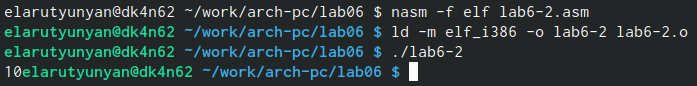 elarutyunyan@dk4n62 ~/work/arch-pc/lab06 $ nasm -f elf lab6-2.asm
elarutyunyan@dk4n62 ~/work/arch-pc/lab06 $ ld -m elf_i386 -o lab6-2 lab6-2.o
elarutyunyan@dk4n62 ~/work/arch-pc/lab06 $ ./lab6-2
10elarutyunyan@dk4n62 ~/work/arch-pc/lab06 $